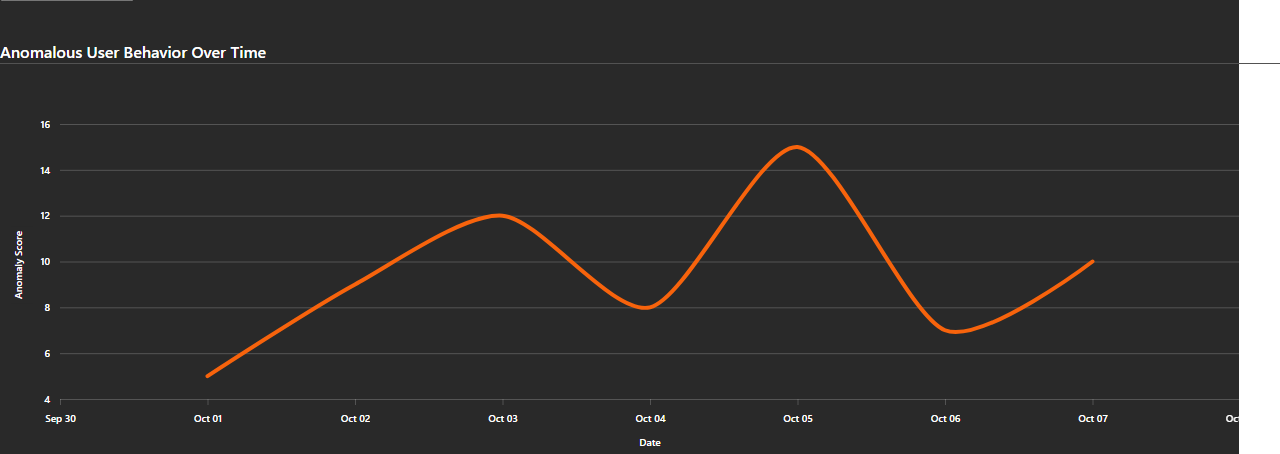 Anomalous User Behavior Over Time
16
14
12
10
8
6
4
Anomaly Score
Sep 30 Oct 01 Oct 02 Oct 03 Oct 04 Oct 05 Oct 06 Oct 07
Date